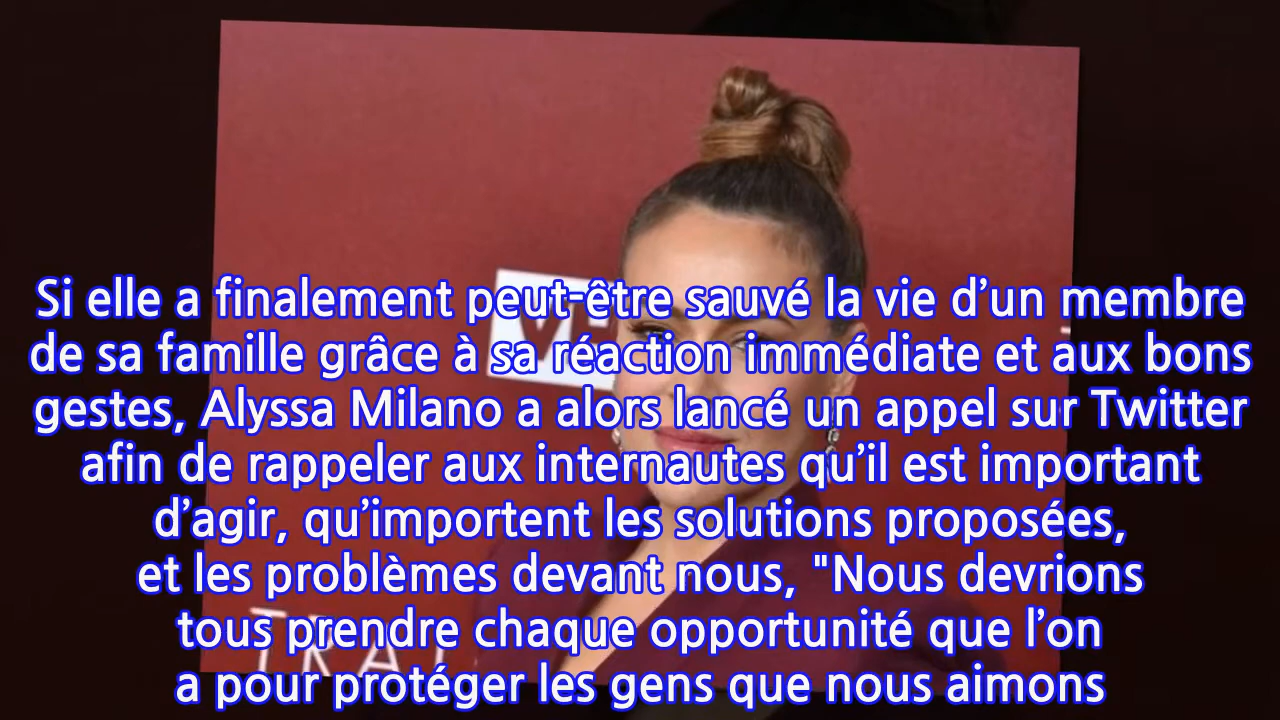 Si elle a finalement peut-être sauvé la vie d’un membre
de sa famille grâce à sa réaction immédiate et aux bons
gestes, Alyssa Milano a alors lancé un appel sur Twitter
afin de rappeler aux internautes qu’il est important
d’agir, qu’importent les solutions proposées,
et les problèmes devant nous, "Nous devrions
tous prendre chaque opportunité que l’on
a pour protéger les gens que nous aimons